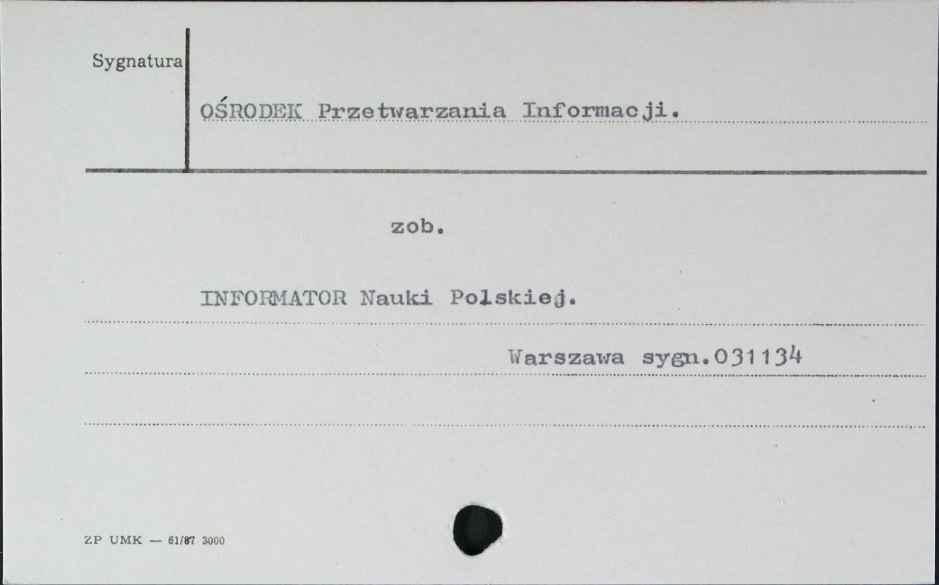 Sygnatura
OŚRODEK Przetwarzania Informacji.
zob.
INFORMATOR Nauki Polskiej.
Warszawa sygn.031134
ZP UMK — 61/87 3000